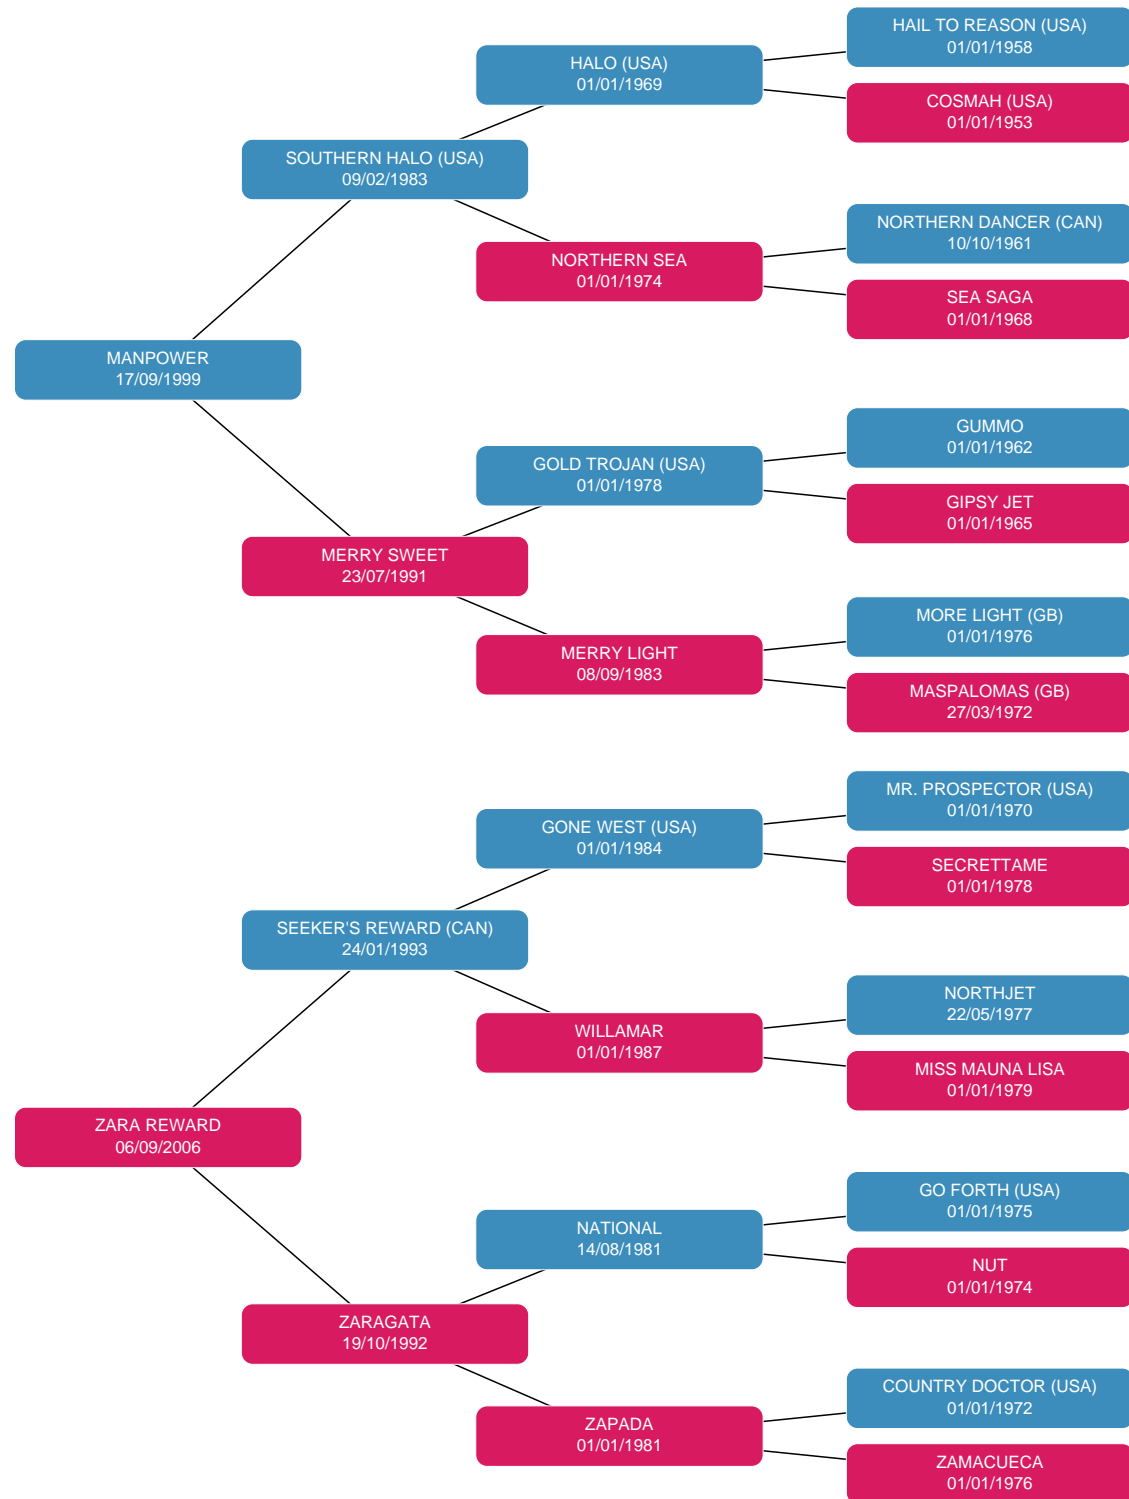 HAIL TO REASON (USA)
01/01/1958
HALO (USA)
01/01/1969
COSMAH (USA)
01/01/1953
SOUTHERN HALO (USA)
09/02/1983
NORTHERN DANCER (CAN)
10/10/1961
NORTHERN SEA
01/01/1974
SEA SAGA
01/01/1968
MANPOWER
17/09/1999
GUMMO
01/01/1962
GOLD TROJAN (USA)
01/01/1978
GIPSY JET
01/01/1965
MERRY SWEET
23/07/1991
MORE LIGHT (GB)
01/01/1976
MERRY LIGHT
08/09/1983
MASPALOMAS (GB)
27/03/1972
MR. PROSPECTOR (USA)
01/01/1970
GONE WEST (USA)
01/01/1984
SECRETTAME
01/01/1978
SEEKER'S REWARD (CAN)
24/01/1993
NORTHJET
22/05/1977
WILLAMAR
01/01/1987
MISS MAUNA LISA
01/01/1979
ZARA REWARD
06/09/2006
GO FORTH (USA)
01/01/1975
NATIONAL
14/08/1981
NUT
01/01/1974
ZARAGATA
19/10/1992
COUNTRY DOCTOR (USA)
01/01/1972
ZAPADA
01/01/1981
ZAMACUECA
01/01/1976